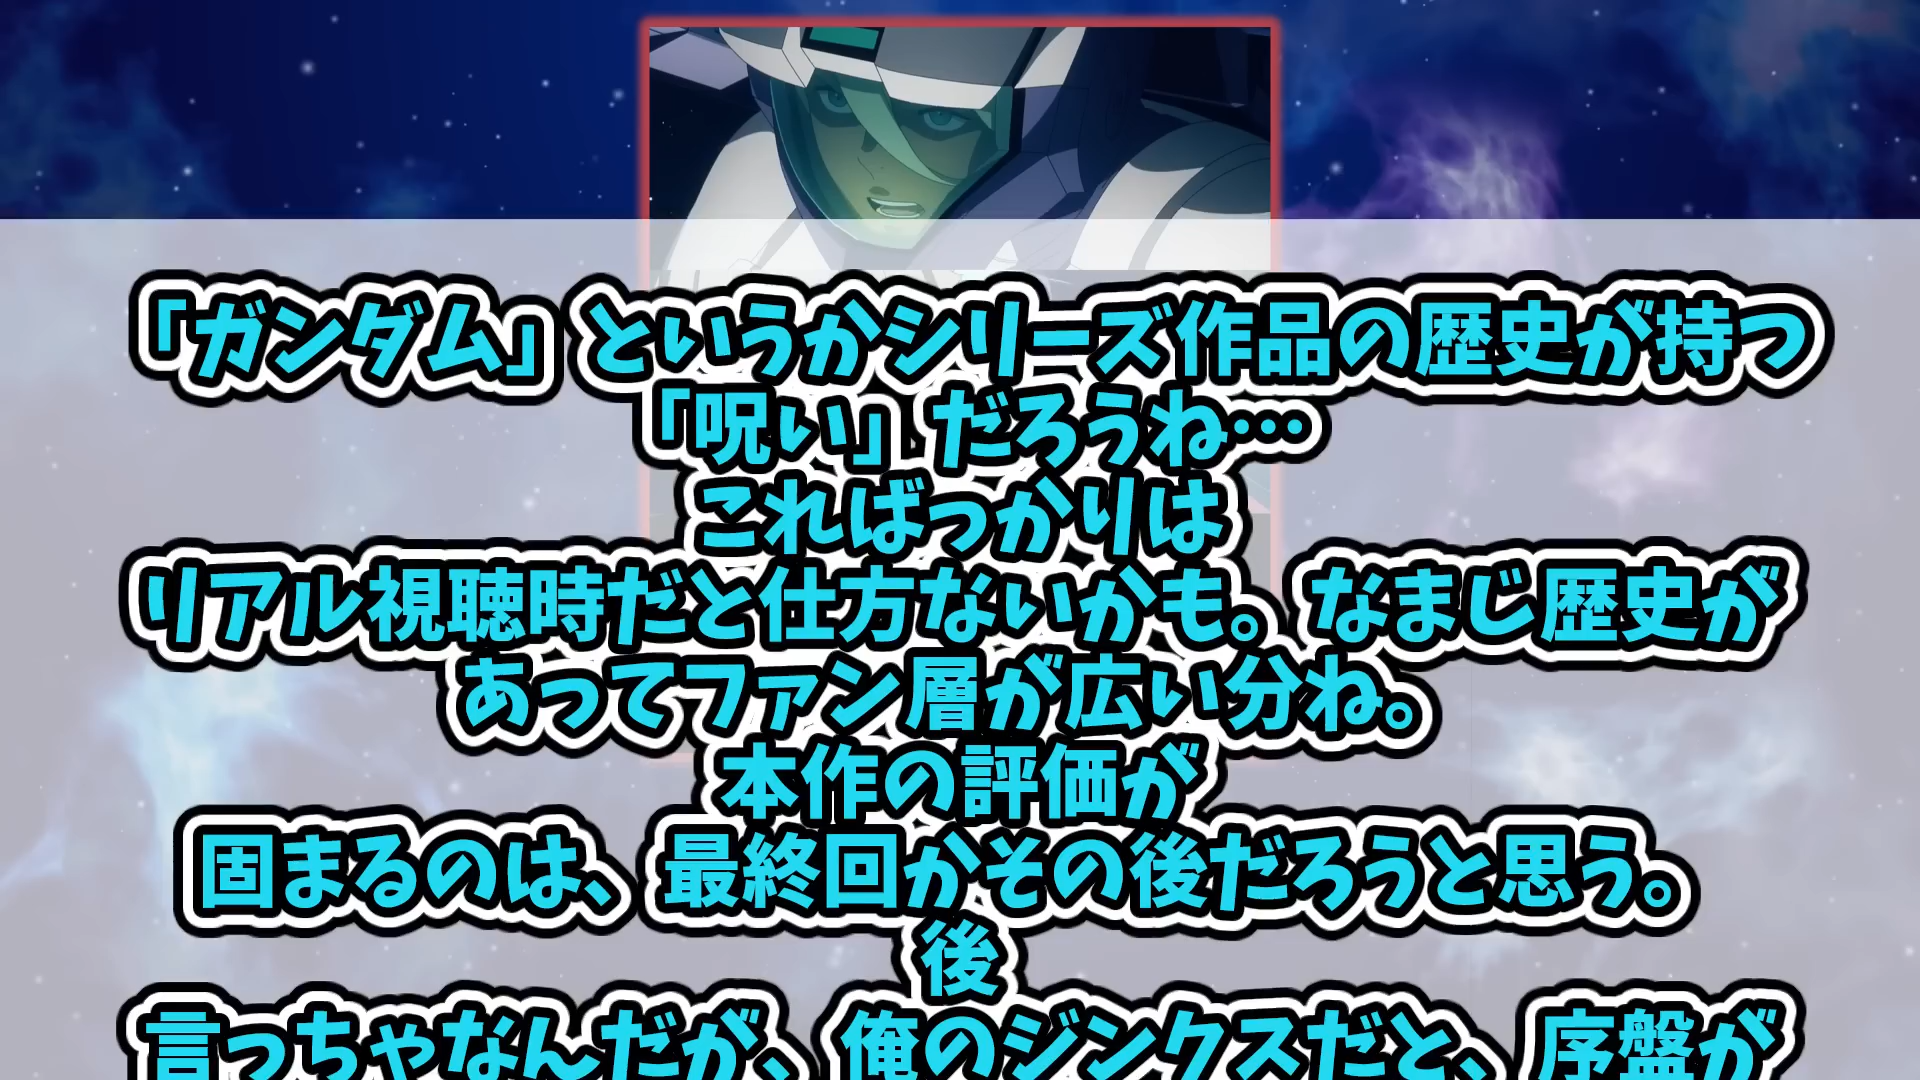 「ガンダム」というかシリーズ作品の歴史が持つ
「呪い」だろうね…
こればっかりは
リアル視聴時だと仕方ないかも。なまじ歴史が
あってファン層が広い分ね。
本作の評価が
固まるのは、最終回かその後だろうと思う。
後
言っちゃなんだが、俺のジンクスだと、序盤が